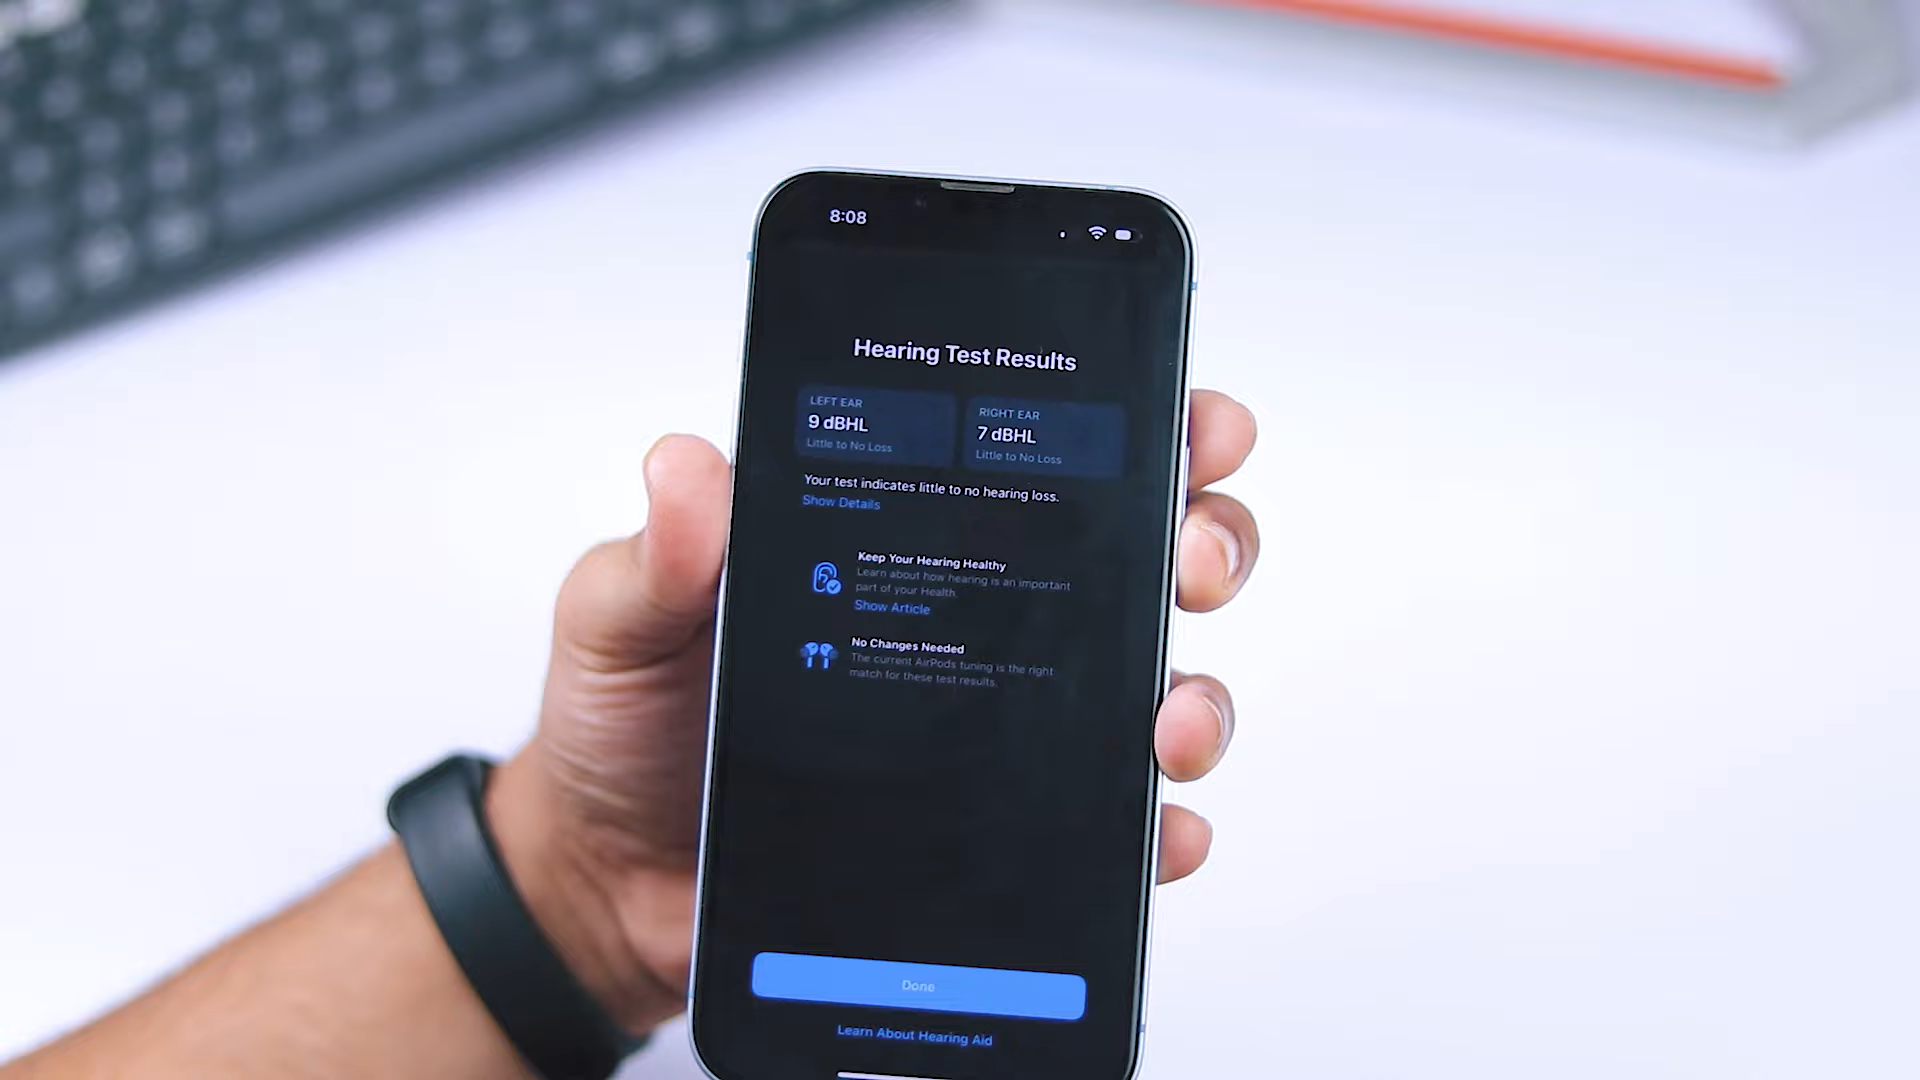 8:08
Hearing Test Results
LEFT EAR
9 dBHL
Little to No Loss
RIGHT EAR
7 dBHL
Little to No Loss
Your test indicates little to no hearing loss.
Show Details
Keep Your Hearing Healthy
Learn about how hearing is an important
part of your Health.
Show Article
No Changes Needed
The current AirPods tuning is the right
match for these test results.
Done
Learn About Hearing Aid